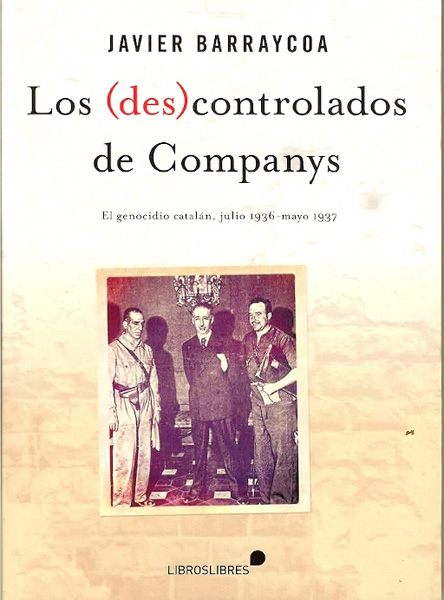 JAVIER BARRAYCOA
Los (des)controlados
de Companys
El genocidio catalán, julio 1936-mayo 1937
LIBROSLIBRES